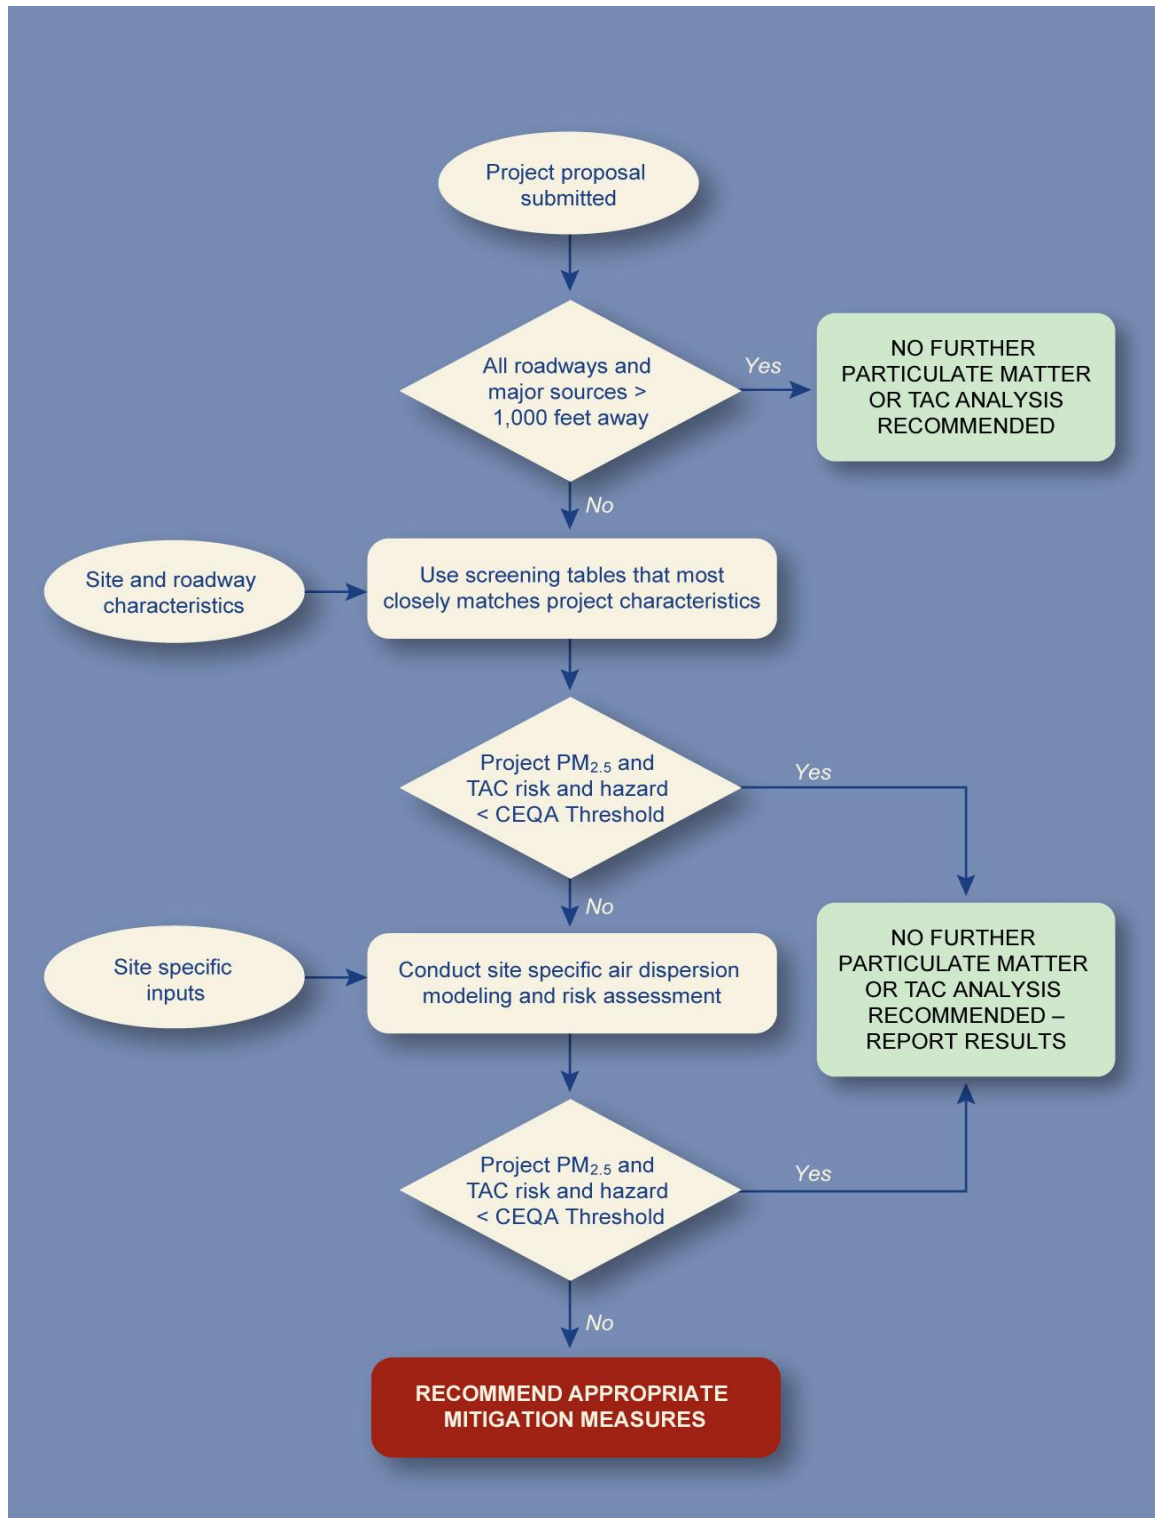 Project proposal
submitted
All roadways and
major sources >
1,000 feet away
Yes
NO FURTHER
PARTICULATE MATTER
OR TAC ANALYSIS
RECOMMENDED
No
Site and roadway
characteristics
Use screening tables that most
closely matches project characteristics
Project PM2.5 and
TAC risk and hazard
< CEQA Threshold
Yes
No
Site specific
inputs
Conduct site specific air dispersion
modeling and risk assessment
NO FURTHER
PARTICULATE MATTER
OR TAC ANALYSIS
RECOMMENDED –
REPORT RESULTS
Project PM2.5 and
TAC risk and hazard
< CEQA Threshold
Yes
No
RECOMMEND APPROPRIATE
MITIGATION MEASURES